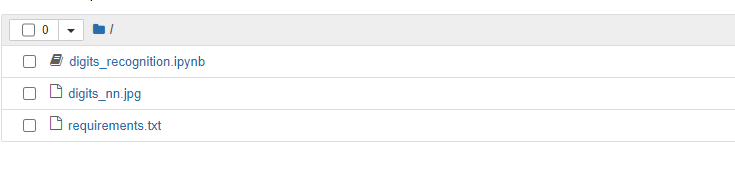 0 /
digits_recognition.ipynb
digits_nn.jpg
requirements.txt